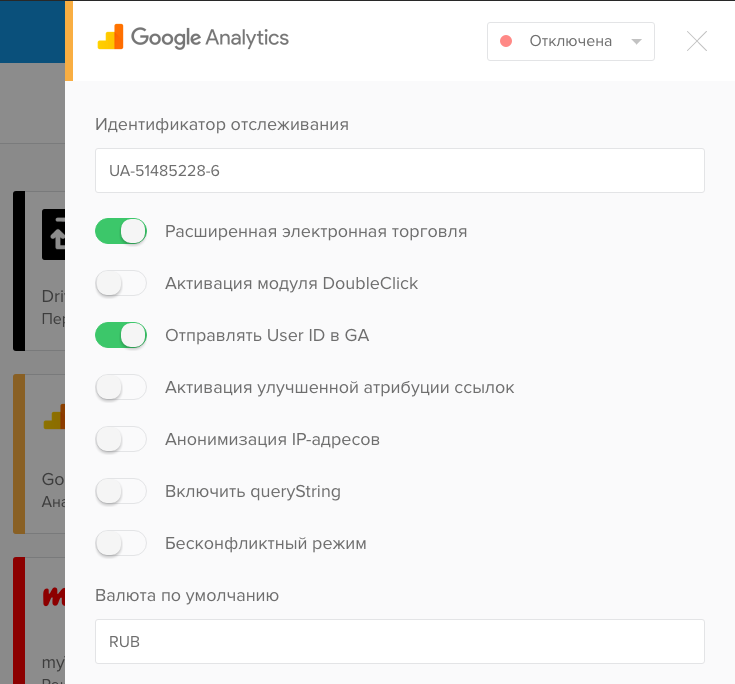 Google Analytics
Отключена
Идентификатор отслеживания
UA-51485228-6
Расширенная электронная торговля
Активация модуля DoubleClick
Отправлять User ID в GA
Активация улучшенной атрибуции ссылок
Анонимизация IP-адресов
Включить queryString
Бесконфликтный режим
Валюта по умолчанию
RUB
Dri
Пер
Go
Ана
my